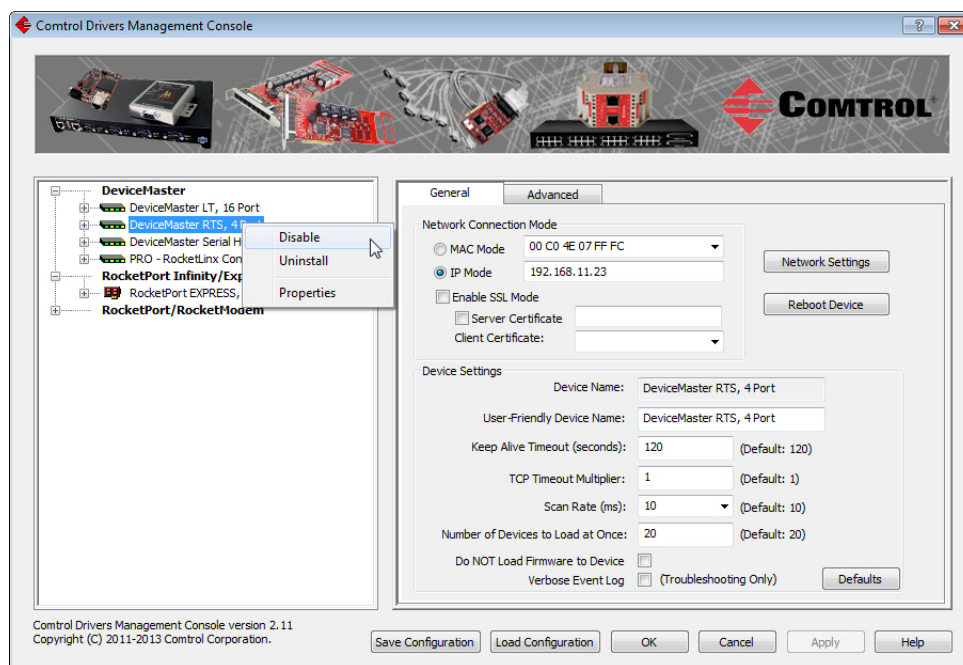 Comtrol Drivers Management Console
COMTROL
DeviceMaster
DeviceMaster LT, 16 Port
DeviceMaster RTS, 4 P
DeviceMaster Serial H
PRO - RocketLinx Con
RocketPort Infinity/Exp
RocketPort EXPRESS,
RocketPort/RocketModem
Disable
Uninstall
Properties
General
Advanced
Network Connection Mode
MAC Mode
00 C0 4E 07 FF FC
IP Mode
192.168.11.23
Enable SSL Mode
Server Certificate
Client Certificate:
Network Settings
Reboot Device
Device Settings
Device Name: DeviceMaster RTS, 4 Port
User-Friendly Device Name: DeviceMaster RTS, 4 Port
Keep Alive Timeout (seconds): 120 (Default: 120)
TCP Timeout Multiplier: 1 (Default: 1)
Scan Rate (ms): 10 (Default: 10)
Number of Devices to Load at Once: 20 (Default: 20)
Do NOT Load Firmware to Device
Verbose Event Log (Troubleshooting Only)
Defaults
Comtrol Drivers Management Console version 2.11
Copyright (C) 2011-2013 Comtrol Corporation.
Save Configuration Load Configuration OK Cancel Apply Help